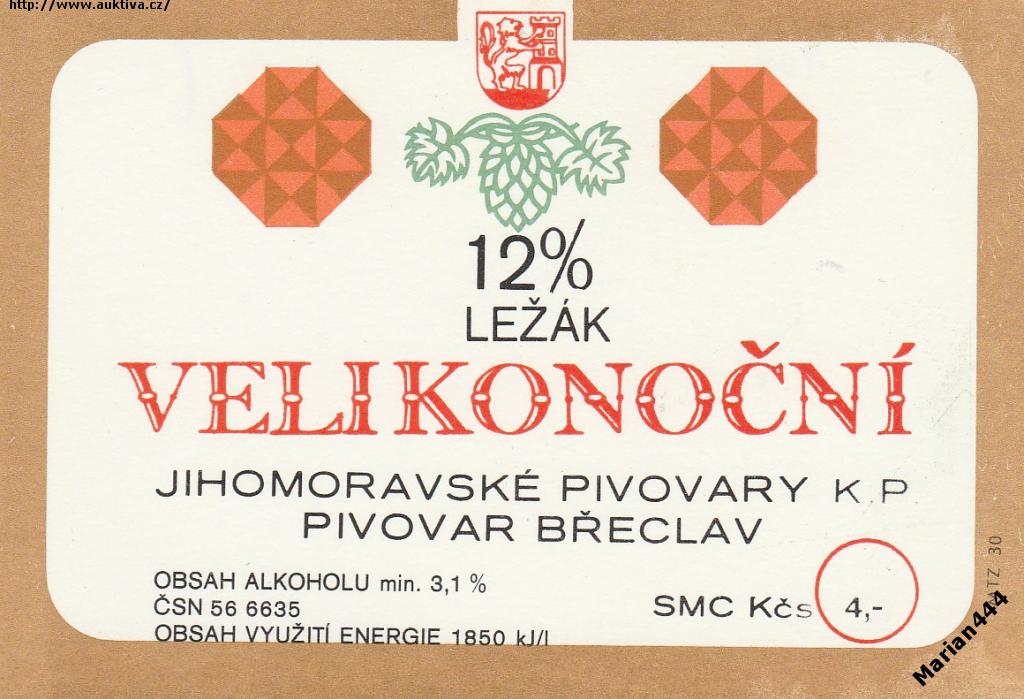 http://www.auktiva.cz/
12%
LEŽÁK
VELIKONOČNÍ
JIHOMORAVSKÉ PIVOVARY K.P.
PIVOVAR BŘECLAV
OBSAH ALKOHOLU min. 3,1 %
ČSN 56 6635
OBSAH VYUŽITÍ ENERGIE 1850 kJ/l
SMC Kčs 4,-
30
Marian444